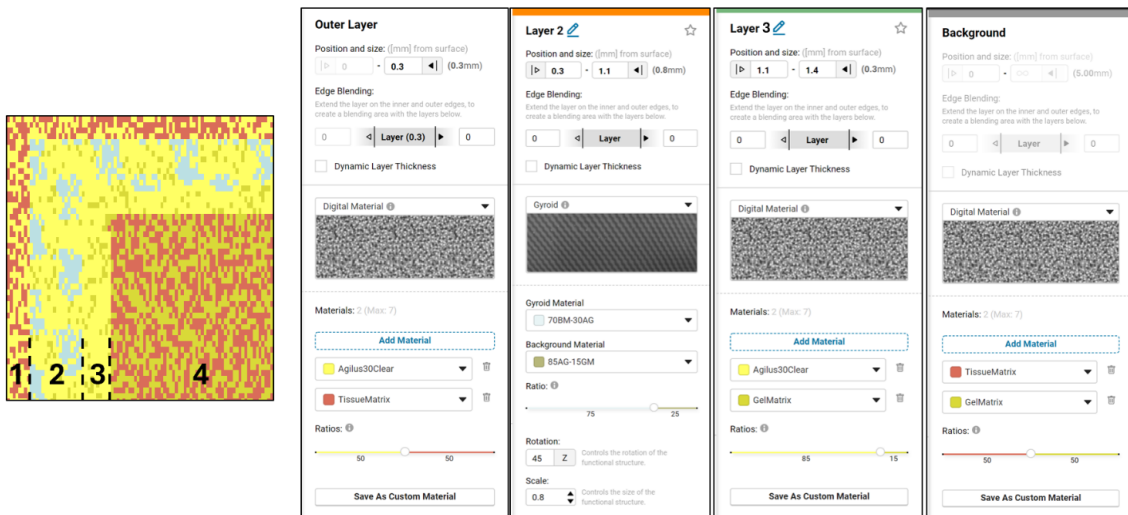 1 2 3 4
Outer Layer
Position and size: ([mm] from surface)
0 - 0.3 (0.3mm)
Edge Blending:
Extend the layer on the inner and outer edges, to
create a blending area with the layers below.
0 Layer (0.3) 0
Dynamic Layer Thickness
Digital Material
Materials: 2 (Max: 7)
Add Material
Agilus30Clear
TissueMatrix
Ratios:
50 50
Save As Custom Material
Layer 2
Position and size: ([mm] from surface)
0.3 - 1.1 (0.8mm)
Edge Blending:
Extend the layer on the inner and outer edges, to
create a blending area with the layers below.
0 Layer 0
Dynamic Layer Thickness
Gyroid
Gyroid Material
70BM-30AG
Background Material
85AG-15GM
Ratio:
75 25
Rotation:
45 Z Controls the rotation of the
functional structure.
Scale:
0.8 Controls the size of the
functional structure.
Layer 3
Position and size: ([mm] from surface)
1.1 - 1.4 (0.3mm)
Edge Blending:
Extend the layer on the inner and outer edges, to
create a blending area with the layers below.
0 Layer 0
Dynamic Layer Thickness
Digital Material
Materials: 2 (Max: 7)
Add Material
Agilus30Clear
GelMatrix
Ratios:
85 15
Save As Custom Material
Background
Position and size: ([mm] from surface)
0 - ∞ (5.00mm)
Edge Blending:
Extend the layer on the inner and outer edges, to
create a blending area with the layers below.
0 Layer 0
Dynamic Layer Thickness
Digital Material
Materials: 2 (Max: 7)
Add Material
TissueMatrix
GelMatrix
Ratios:
50 50
Save As Custom Material